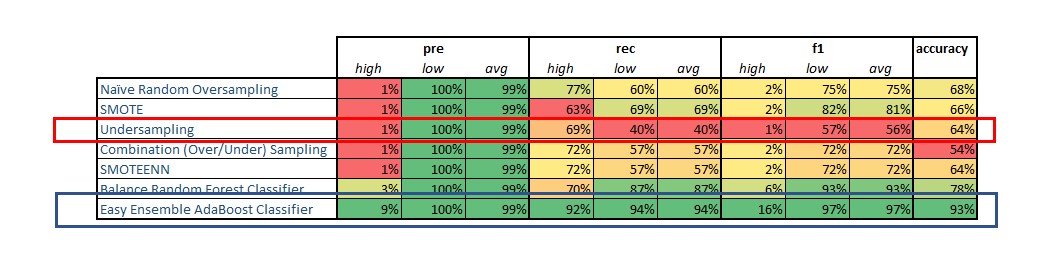 pre rec f1 accuracy
high low avg high low avg high low avg
Naïve Random Oversampling 1% 100% 99% 77% 60% 60% 2% 75% 75% 68%
SMOTE 1% 100% 99% 63% 69% 69% 2% 82% 81% 66%
Undersampling 1% 100% 99% 69% 40% 40% 1% 57% 56% 64%
Combination (Over/Under) Sampling 1% 100% 99% 72% 57% 57% 2% 72% 72% 54%
SMOTEENN 1% 100% 99% 72% 57% 57% 2% 72% 72% 64%
Balance Random Forest Classifier 3% 100% 99% 70% 87% 87% 6% 93% 93% 78%
Easy Ensemble AdaBoost Classifier 9% 100% 99% 92% 94% 94% 16% 97% 97% 93%